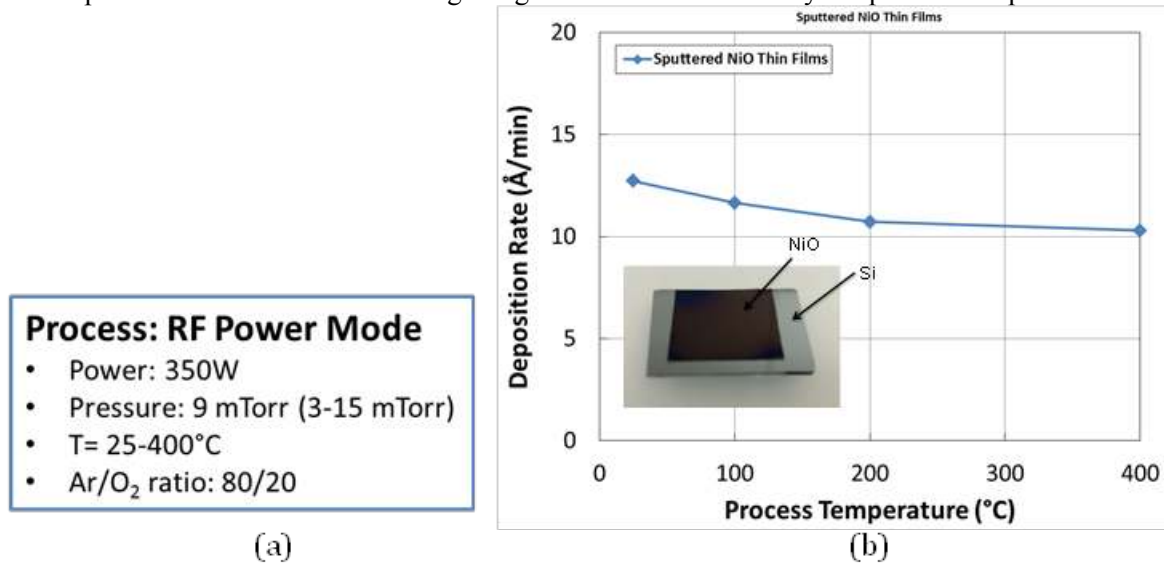 Process: RF Power Mode
• Power: 350W
• Pressure: 9 mTorr (3-15 mTorr)
• T= 25-400°C
• Ar/O₂ ratio: 80/20
(a)
Sputtered NiO Thin Films
Sputtered NiO Thin Films
20
15
10
5
0
Deposition Rate (Å/min)
NiO
Si
0 100 200 300 400
Process Temperature (°C)
(b)